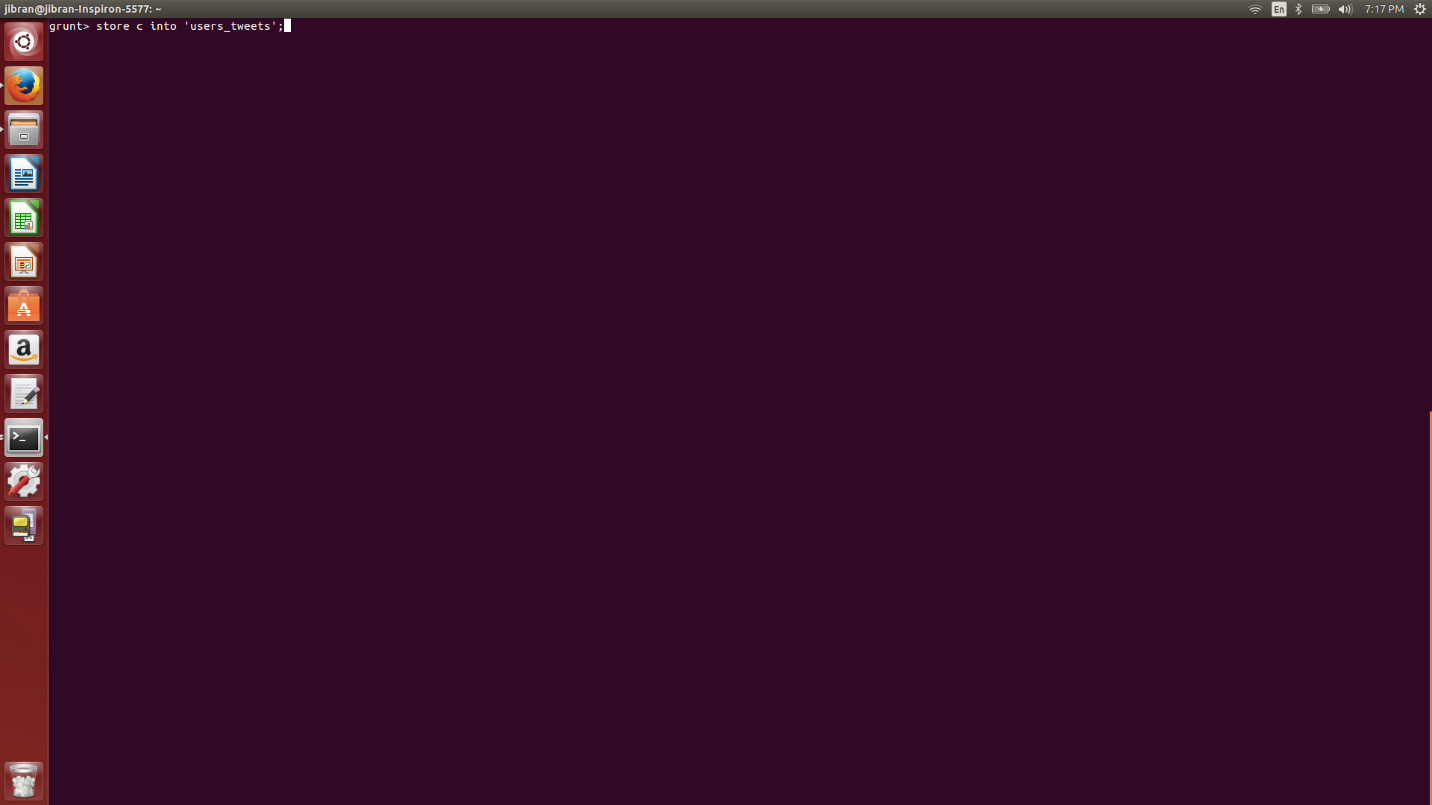 jibran@jibran-Inspiron-5577: ~
En
7:17 PM
grunt> store c into 'users_tweets';